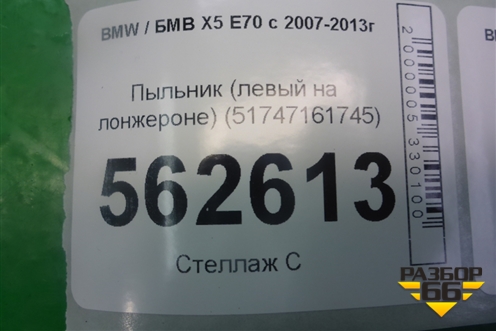 BMW / БМВ X5 E70 с 2007-2013г
Пыльник (левый на
лонжероне) (51747161745)
562613
Стеллаж С
2000005330100
РАЗБОР
66